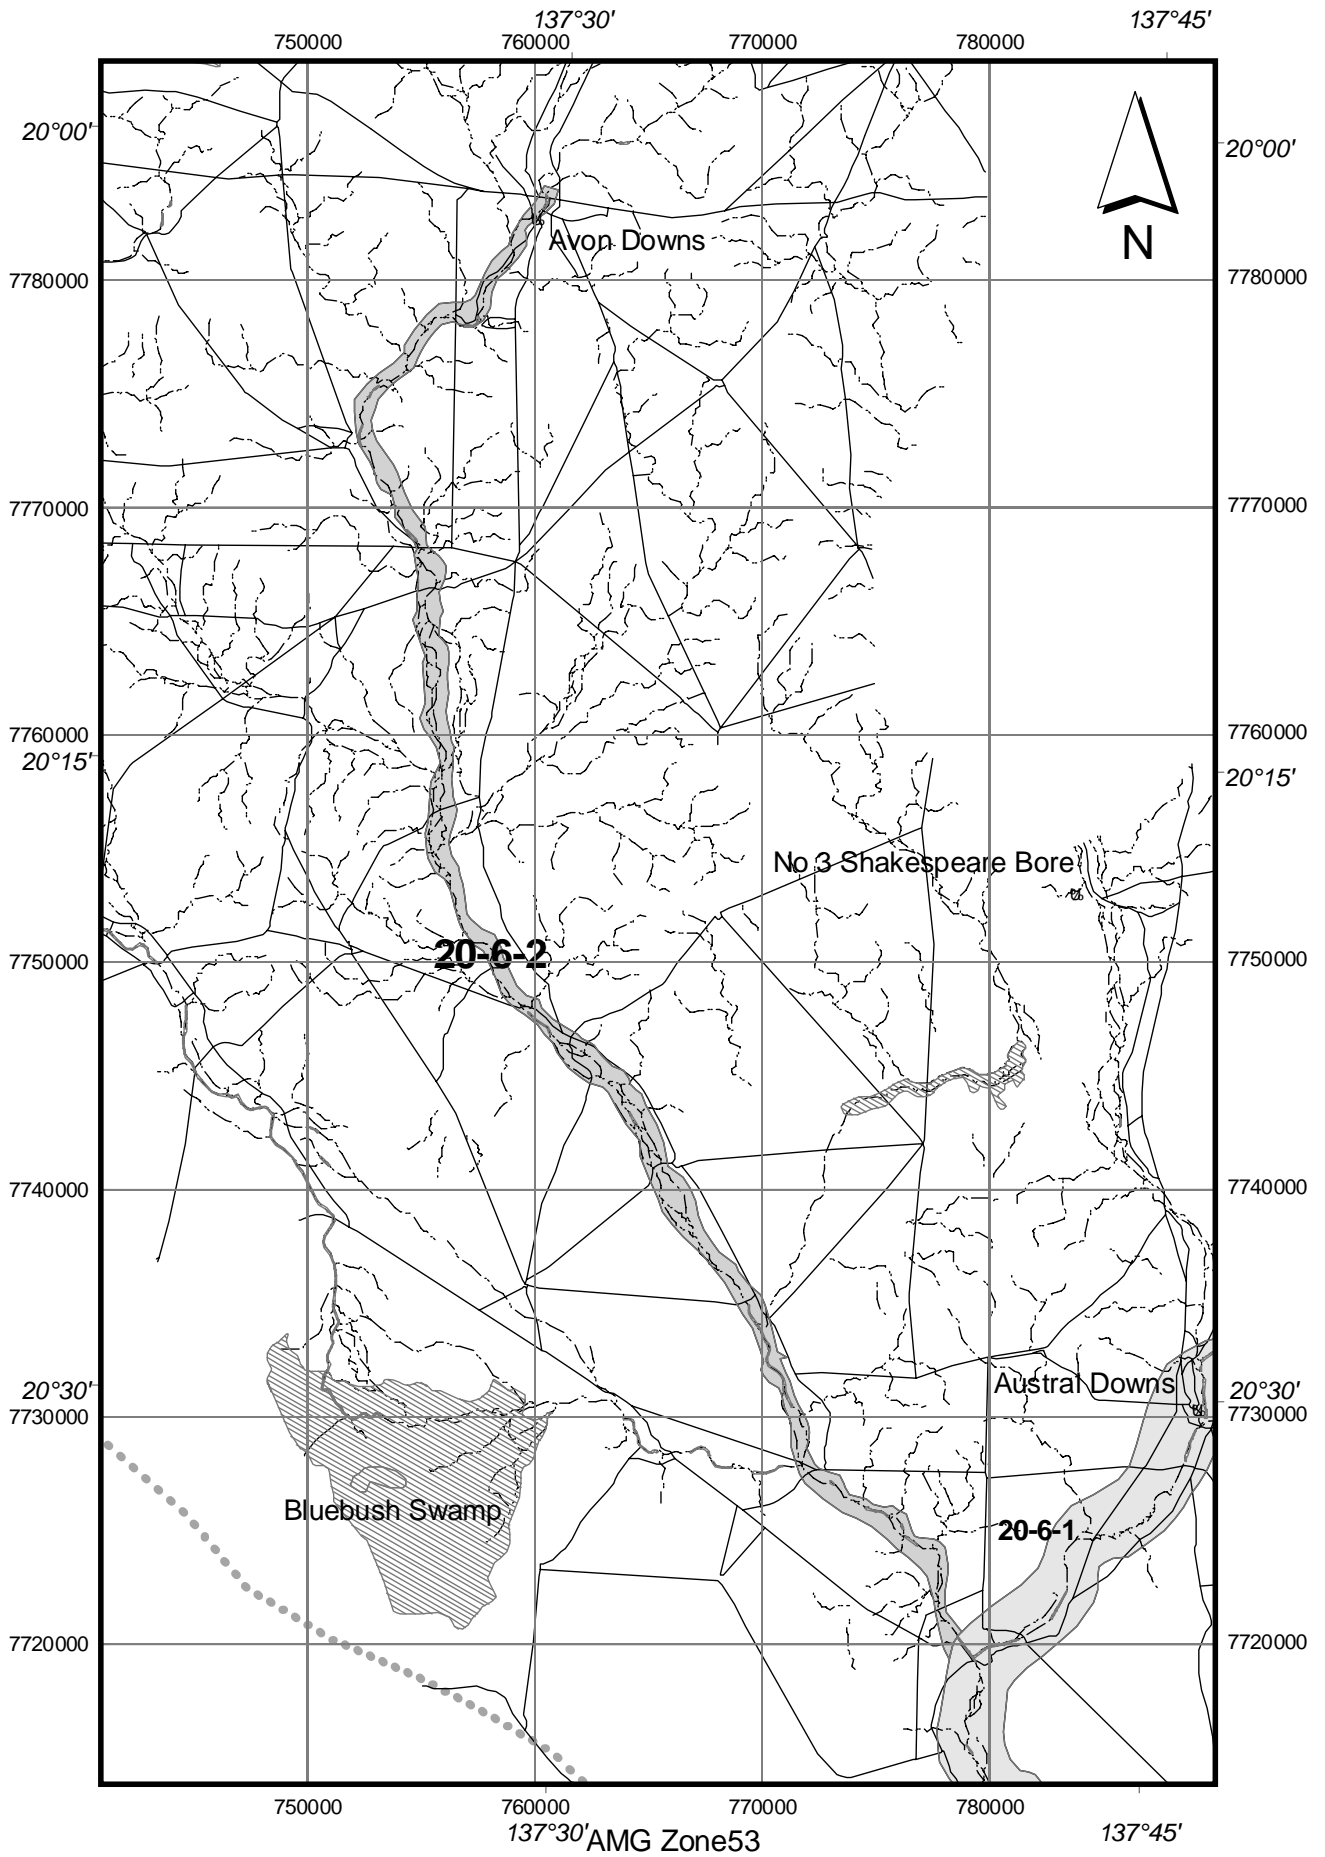 137°30' 137°45'
750000 760000 770000 780000
20°00' 20°00'
N
Avon Downs
7780000 7780000
7770000 7770000
7760000 7760000
20°15' 20°15'
No 3 Shakespeare Bore
20-6-2
7750000 7750000
7740000 7740000
20°30' Austral Downs 20°30'
7730000 7730000
Bluebush Swamp
20-6-1
7720000 7720000
750000 760000 770000 780000
137°30' AMG Zone53 137°45'